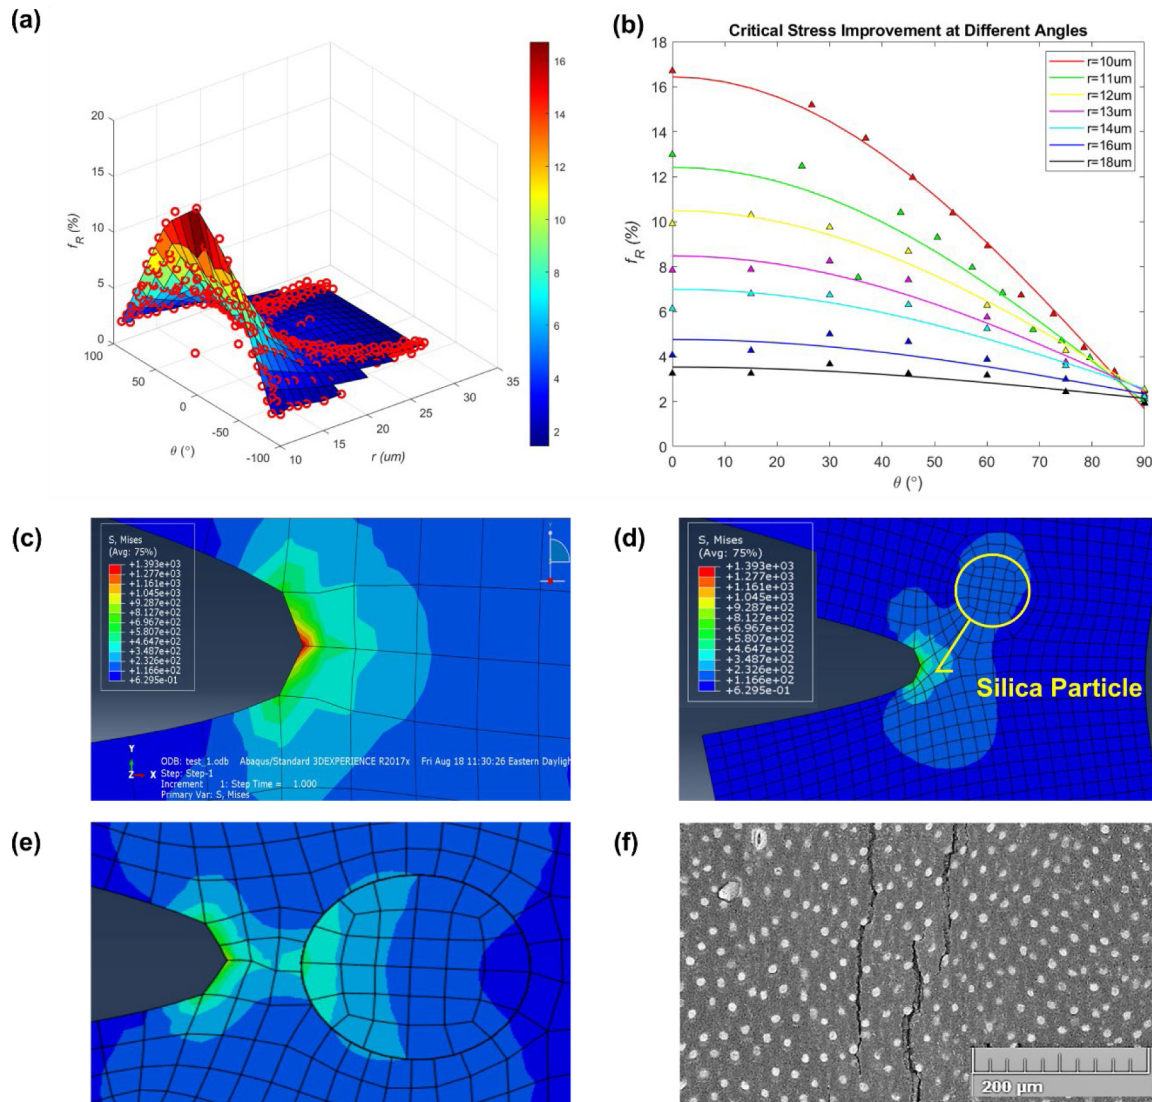 (a)
f_R (%)
20
15
10
5
0
100
50
0
-50
-100
θ (°)
10
15
20
25
30
35
r (um)
16
14
12
10
8
6
4
2
(b)
Critical Stress Improvement at Different Angles
f_R (%)
18
16
14
12
10
8
6
4
2
0
0 10 20 30 40 50 60 70 80 90
θ (°)
r=10um
r=11um
r=12um
r=13um
r=14um
r=16um
r=18um
(c)
S, Mises
(Avg: 75%)
+1.393e+03
+1.277e+03
+1.161e+03
+1.045e+03
+9.287e+02
+8.127e+02
+6.967e+02
+5.807e+02
+4.647e+02
+3.487e+02
+2.326e+02
+1.166e+02
+6.295e-01
Y
Z X
ODB: test_1.odb Abaqus/Standard 3DEXPERIENCE R2017x Fri Aug 18 11:30:26 Eastern Dayligh
Step: Step-1
Increment 1: Step Time = 1.000
Primary Var: S, Mises
(d)
S, Mises
(Avg: 75%)
+1.393e+03
+1.277e+03
+1.161e+03
+1.045e+03
+9.287e+02
+8.127e+02
+6.967e+02
+5.807e+02
+4.647e+02
+3.487e+02
+2.326e+02
+1.166e+02
+6.295e-01
Silica Particle
(e)
(f)
200 µm